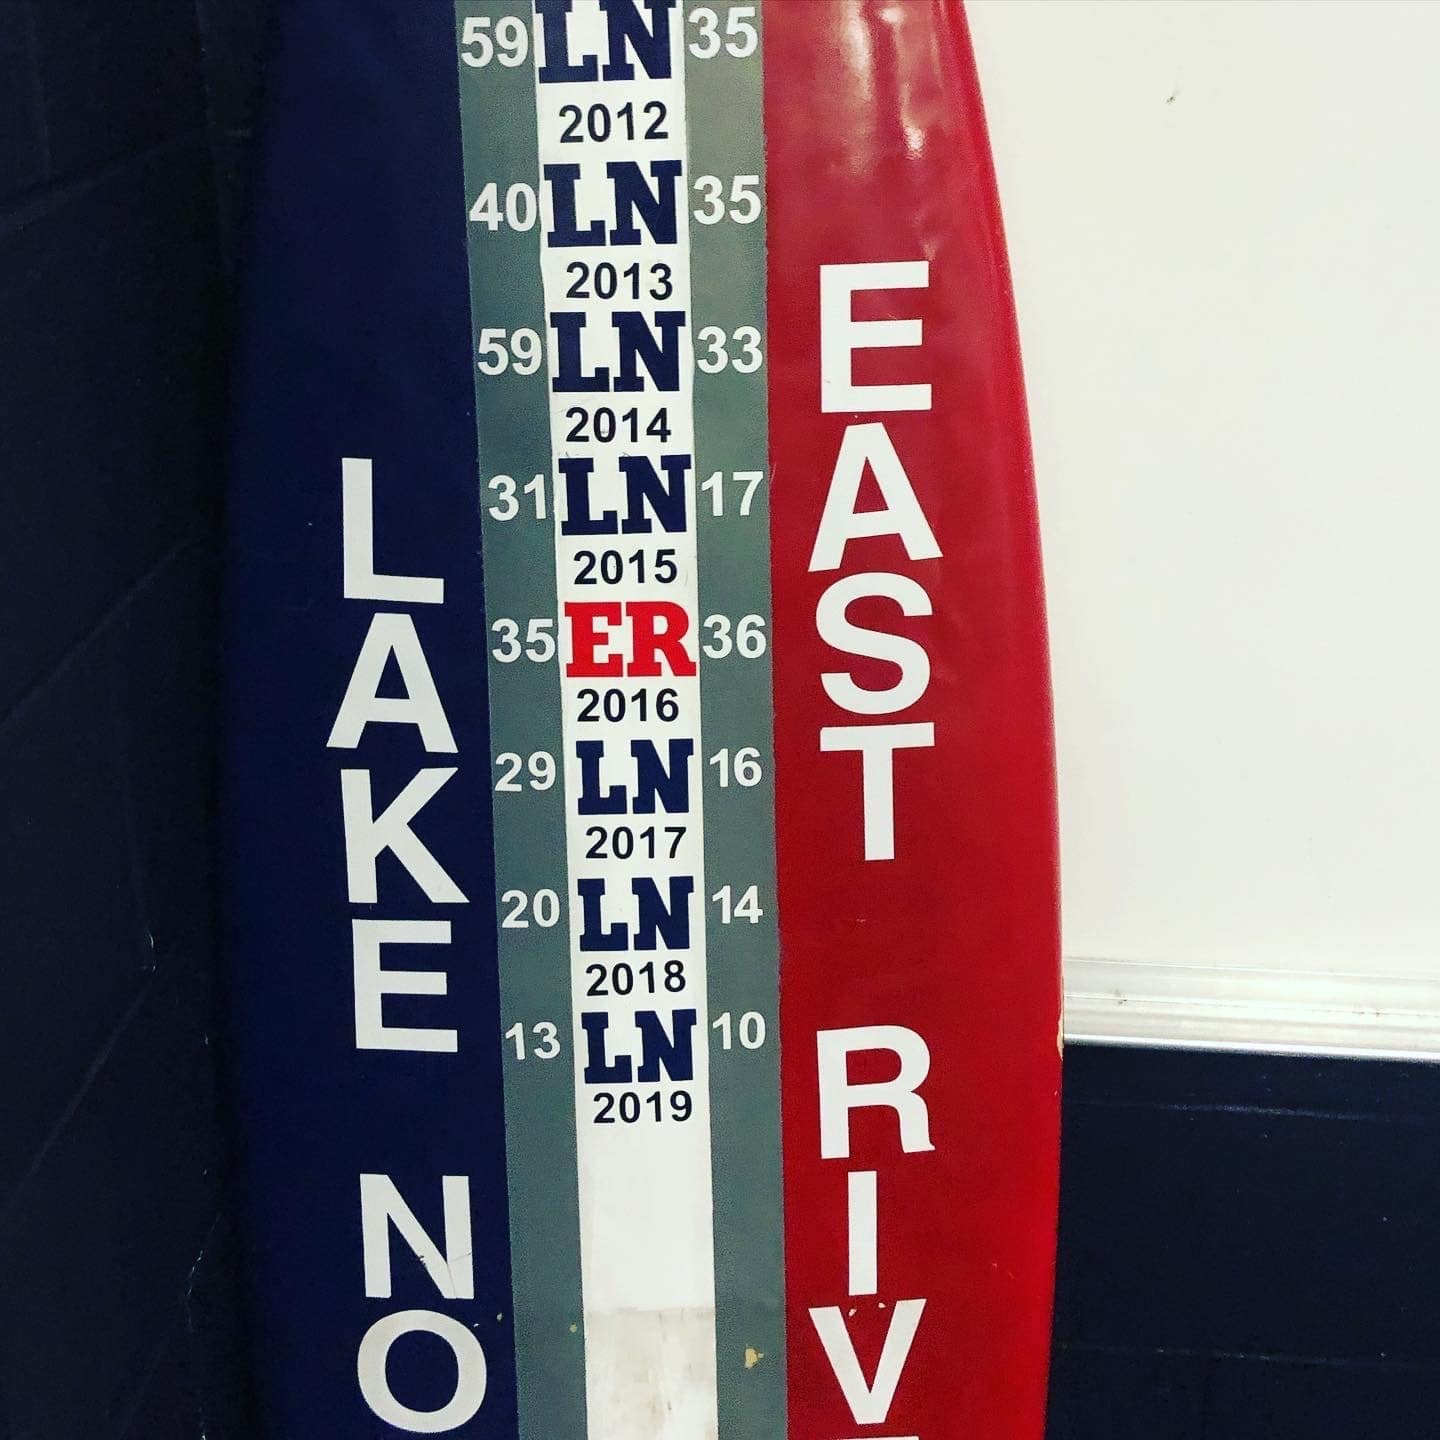 59 LN 35
2012
40 LN 35
2013
59 LN 33
2014
31 LN 17
2015
35 ER 36
2016
29 LN 16
2017
20 LN 14
2018
13 LN 10
2019
LAKE NO
EAST RIV